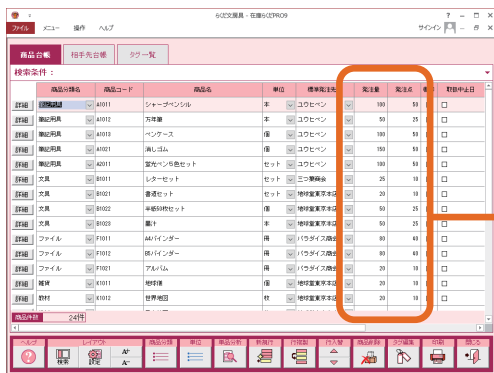 らくだ文房具 - 在庫らくだPRO9
ファイル メニュー 操作 ヘルプ サインイン
商品台帳 相手先台帳 タグ一覧
検索条件：
商品分類名 商品コード 商品名 単位 標準発注先 発注量 発注点 取扱中止日
詳細 筆記用具 A1011 シャープペンシル 本 ユウヒペン 100 50
詳細 筆記用具 A1012 万年筆 本 ユウヒペン 50 25
詳細 筆記用具 A1013 ペンケース 個 ユウヒペン 100 50
詳細 筆記用具 A1021 消しゴム 個 ユウヒペン 150 50
詳細 筆記用具 A2011 蛍光ペン5色セット セット ユウヒペン 100 50
詳細 文具 B1011 レターセット セット 三つ葉商会 25 10
詳細 文具 B1021 書道セット セット 地球堂東京本店 20 10
詳細 文具 B1022 半紙50枚セット 個 地球堂東京本店 50 25
詳細 文具 B1023 墨汁 本 地球堂東京本店 50 25
詳細 ファイル F1011 A4バインダー 冊 パラダイス商会 80 40
詳細 ファイル F1012 B5バインダー 冊 パラダイス商会 80 40
詳細 ファイル F1021 アルバム 冊 パラダイス商会 20 10
詳細 雑貨 K1011 地球儀 個 地球堂東京本店 20 10
詳細 教材 K1012 世界地図 枚 地球堂東京本店 20 10
商品件数 24件
ヘルプ レイアウト 商品分類 単位 単品分析 新規行 行複製 行入替 商品削除 タグ編集 印刷 閉じる
検索 設定 A+ A-